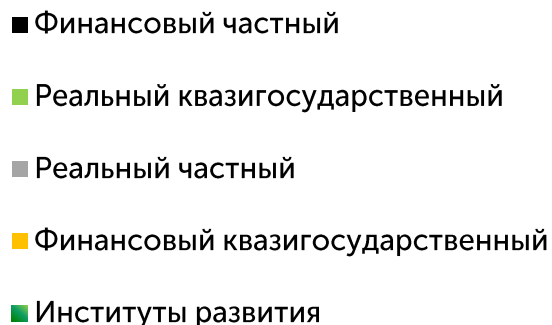 Финансовый частный
Реальный квазигосударственный
Реальный частный
Финансовый квазигосударственный
Институты развития